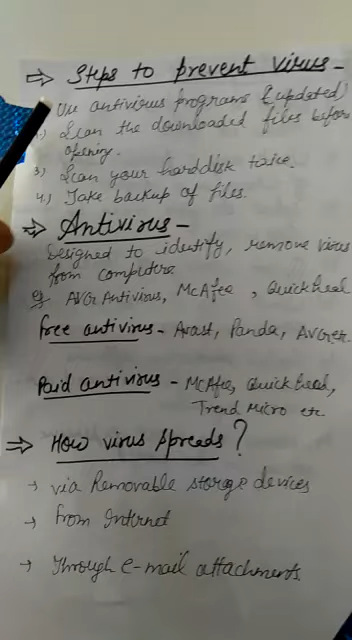 ⇒ Steps to prevent virus -
Use antivirus programs (updated)
2) Scan the downloaded files before
opening.
3) Scan your harddisk twice.
4.) Take backup of files.
⇒ Antivirus -
Designed to identify, remove virus
from computers
eg AVG Antivirus, McAfee, Quick heal
free antivirus - Avast, Panda, AVG etc.
Paid antivirus - McAfee, Quick heal,
Trend Micro etc
⇒ How virus spreads?
→ via Removable storage devices
→ from Internet
→ Through e-mail attachments.